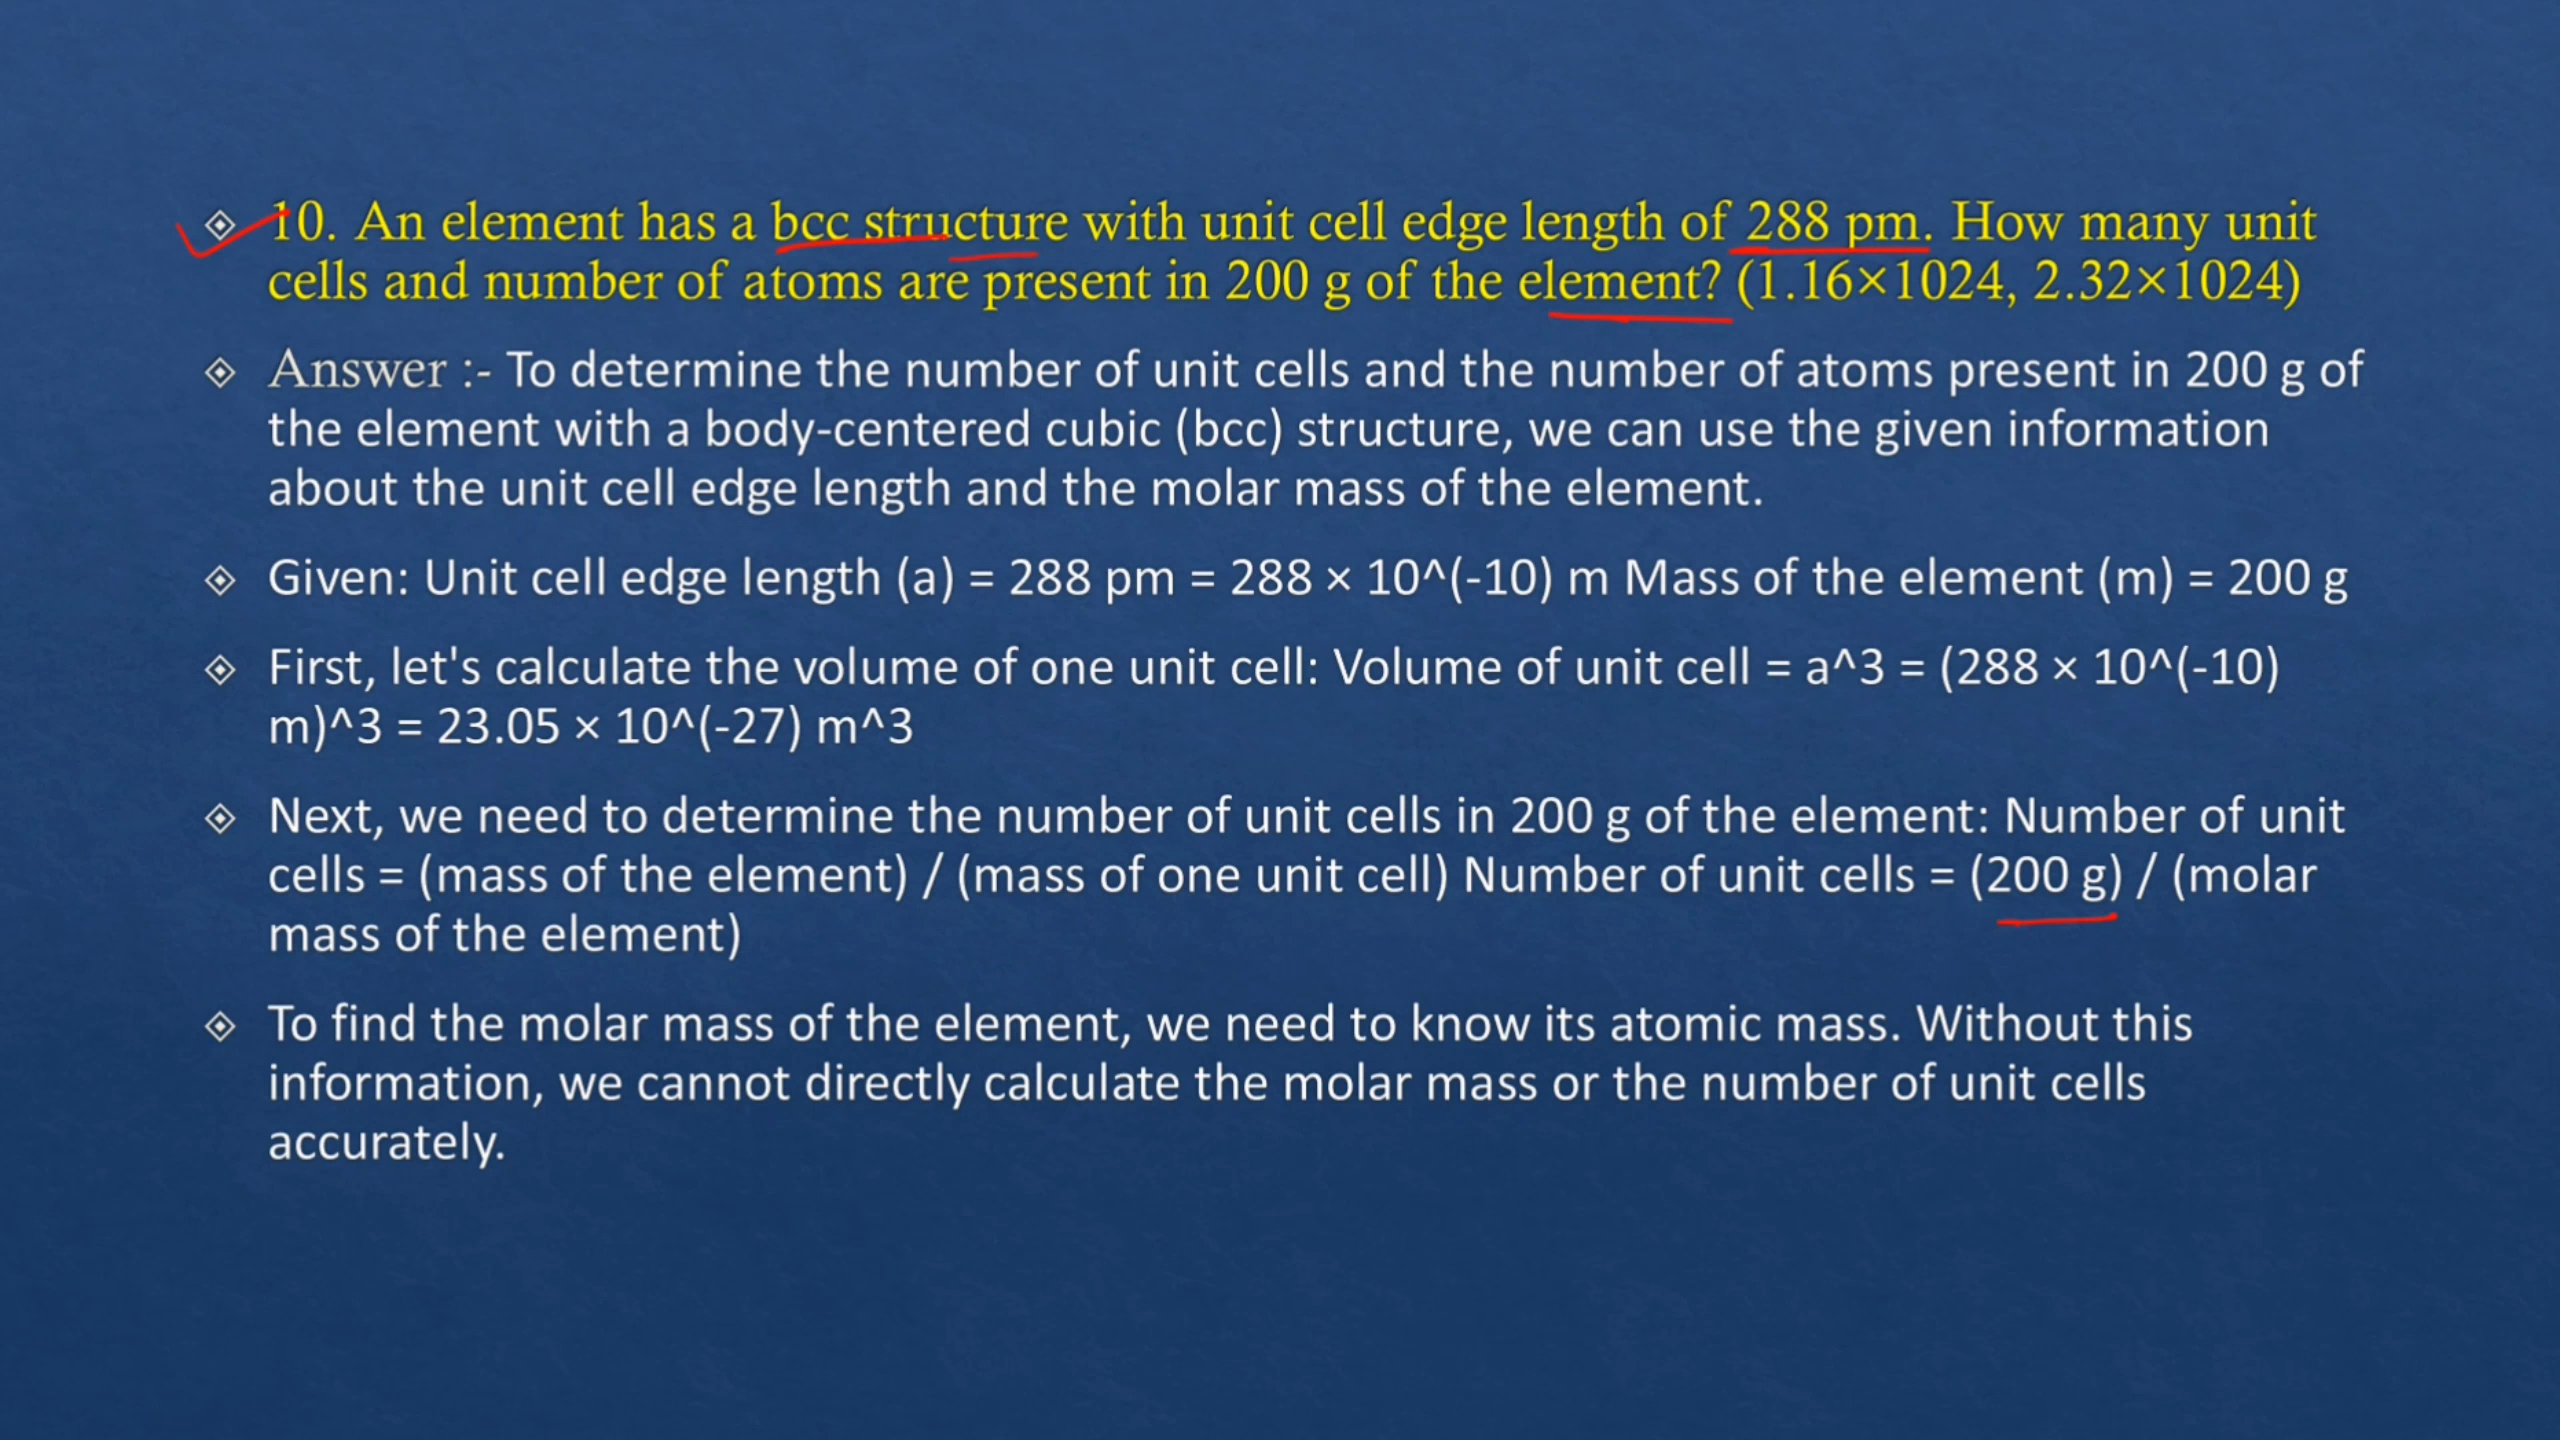 10. An element has a bcc structure with unit cell edge length of 288 pm. How many unit
cells and number of atoms are present in 200 g of the element? (1.16×1024, 2.32×1024)
Answer :- To determine the number of unit cells and the number of atoms present in 200 g of
the element with a body-centered cubic (bcc) structure, we can use the given information
about the unit cell edge length and the molar mass of the element.
Given: Unit cell edge length (a) = 288 pm = 288 × 10^(-10) m Mass of the element (m) = 200 g
First, let's calculate the volume of one unit cell: Volume of unit cell = a^3 = (288 × 10^(-10)
m)^3 = 23.05 × 10^(-27) m^3
Next, we need to determine the number of unit cells in 200 g of the element: Number of unit
cells = (mass of the element) / (mass of one unit cell) Number of unit cells = (200 g) / (molar
mass of the element)
To find the molar mass of the element, we need to know its atomic mass. Without this
information, we cannot directly calculate the molar mass or the number of unit cells
accurately.